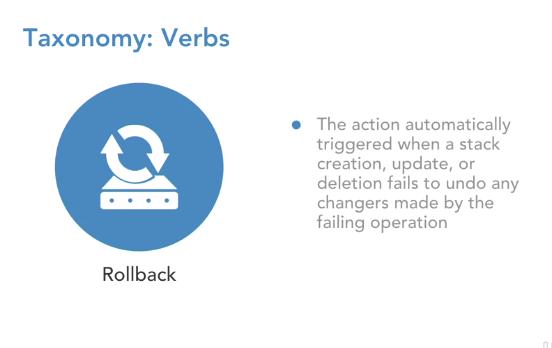 Taxonomy: Verbs
The action automatically
triggered when a stack
creation, update, or
deletion fails to undo any
changers made by the
failing operation
Rollback